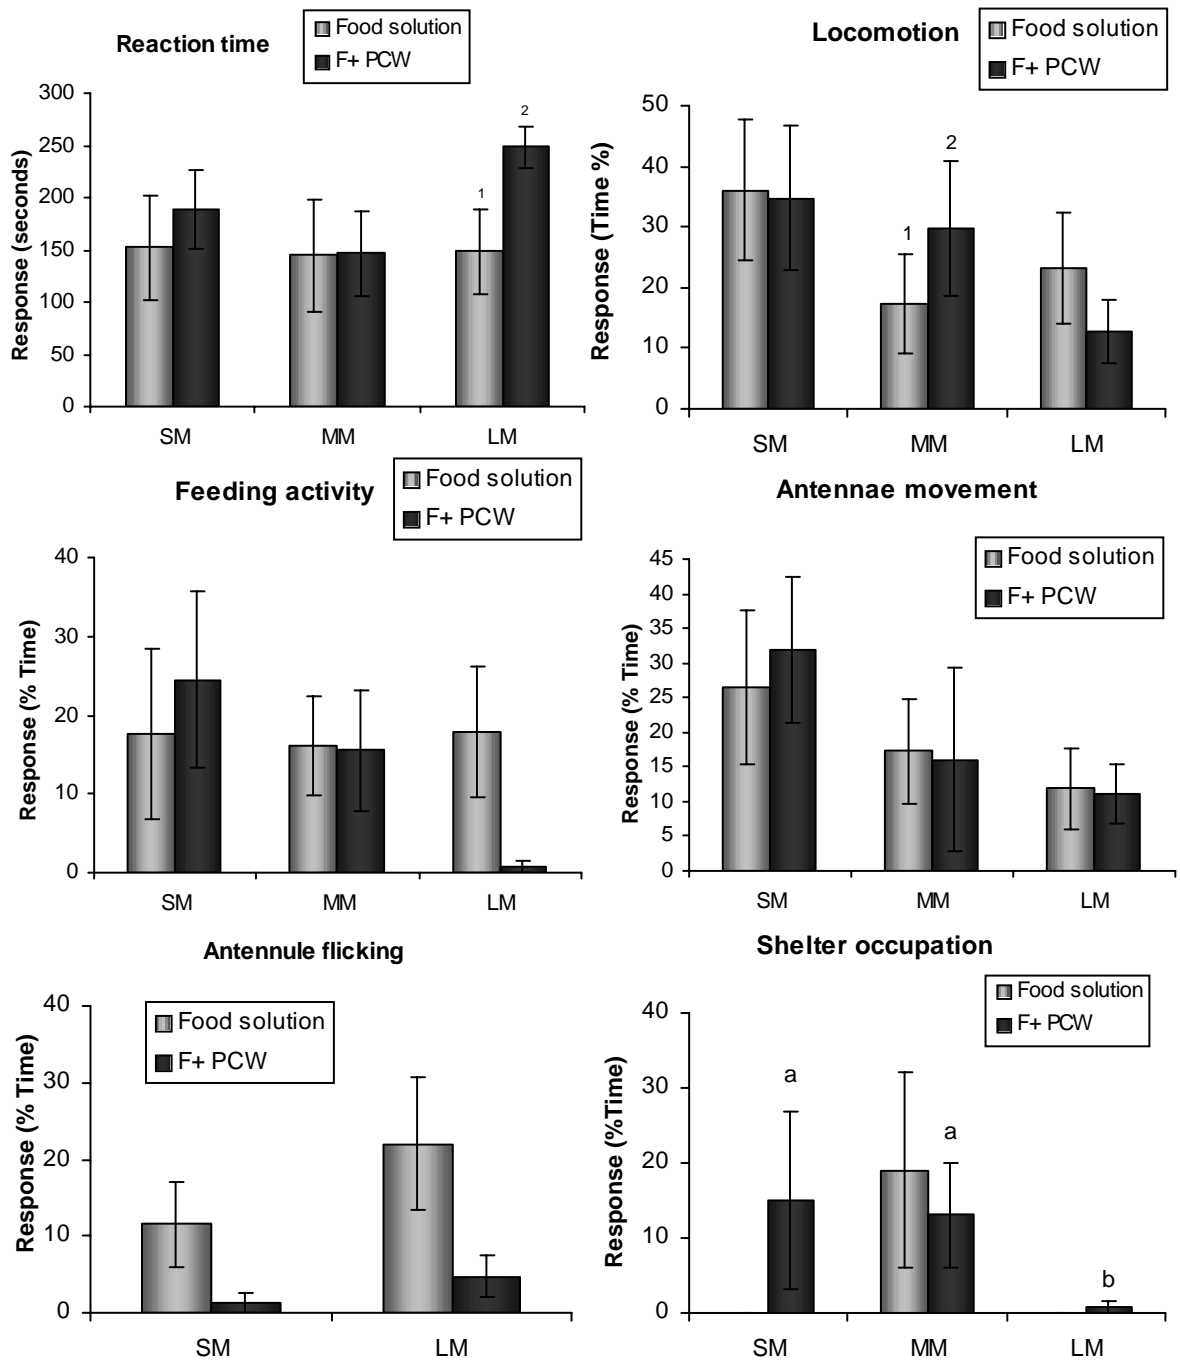 Reaction time
Food solution
F+ PCW
Response (seconds)
300
250
200
150
100
50
0
1
2
SM MM LM
Locomotion
Food solution
F+ PCW
Response (Time %)
50
40
30
20
10
0
1
2
SM MM LM
Feeding activity
Food solution
F+ PCW
Response (% Time)
40
30
20
10
0
SM MM LM
Antennae movement
Food solution
F+ PCW
Response (% Time)
45
40
35
30
25
20
15
10
5
0
SM MM LM
Antennule flicking
Food solution
F+ PCW
Response (% Time)
40
30
20
10
0
SM LM
Shelter occupation
Food solution
F+ PCW
Response (%Time)
40
30
20
10
0
a
a
b
SM MM LM